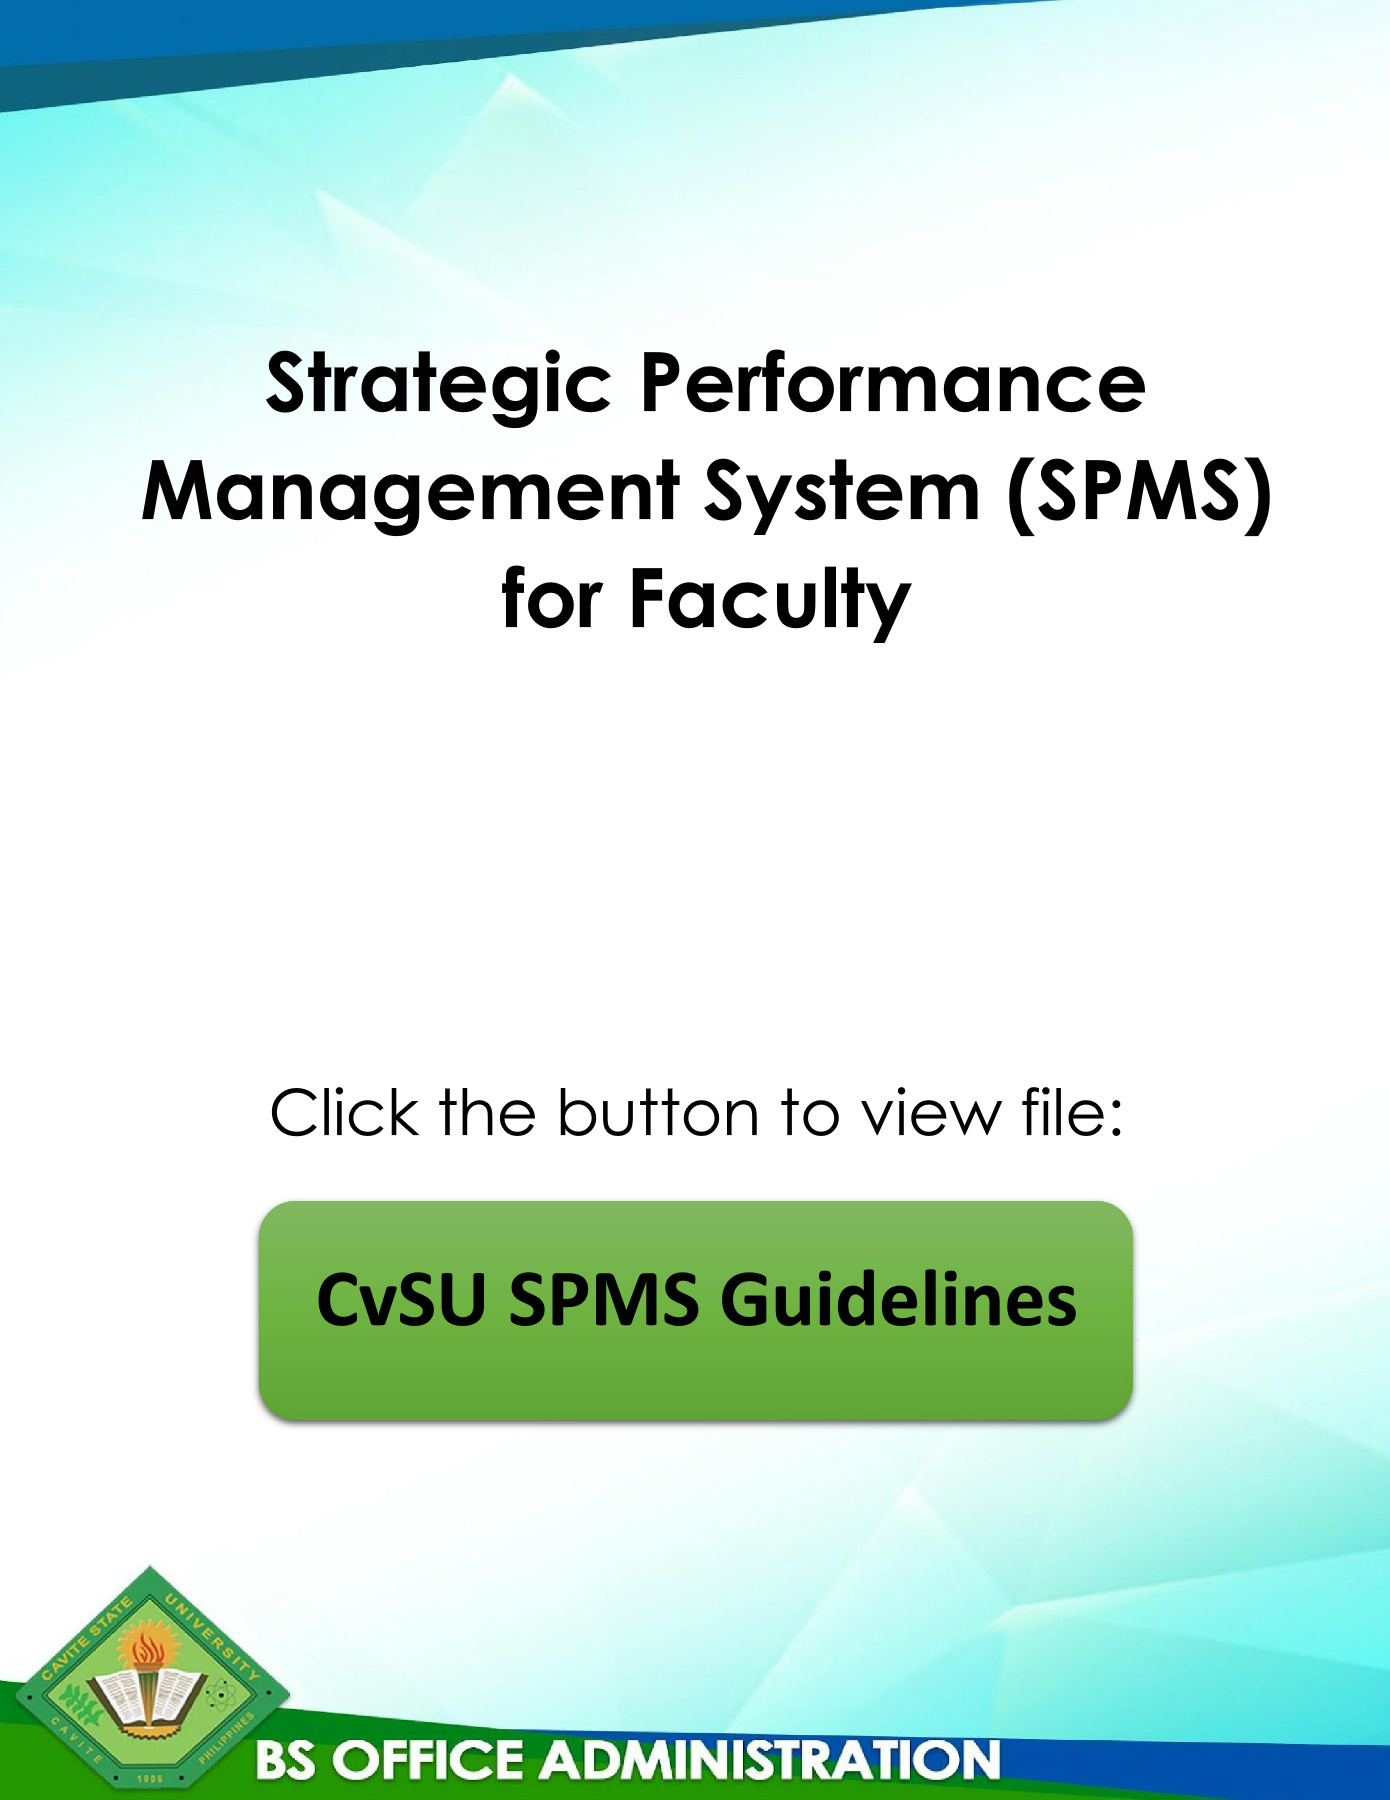 Strategic Performance
Management System (SPMS)
for Faculty
Click the button to view file:
CvSU SPMS Guidelines
CAVITE STATE UNIVERSITY
CAVITE
1906
PHILIPPINES
BS OFFICE ADMINISTRATION